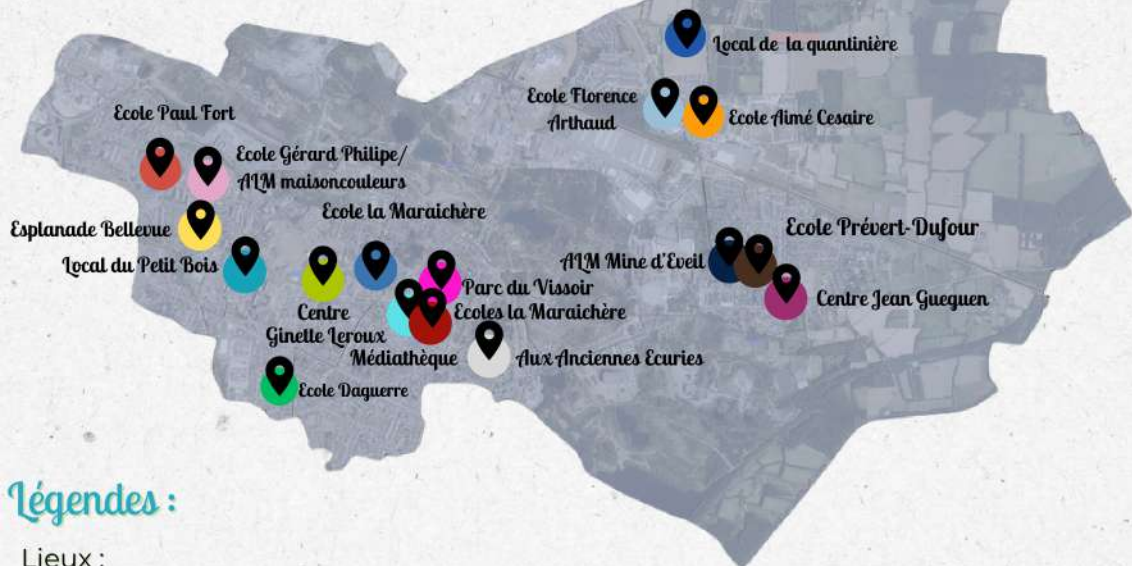 Local de la quantinière
Ecole Florence
Arthaud
Ecole Aimé Cesaire
Ecole Paul Fort
Ecole Gérard Philipe/
ALM maisoncouleurs
Ecole la Maraichère
Esplanade Bellevue
Local du Petit Bois
Ecole Prévert-Dufour
ALM Mine d'Eveil
Centre Jean Gueguen
Parc du Vissoir
Centre
Ginette Leroux
Ecoles la Maraichère
Médiathèque
Aux Anciennes Ecuries
Ecole Daguerre
Légendes :
Lieux :